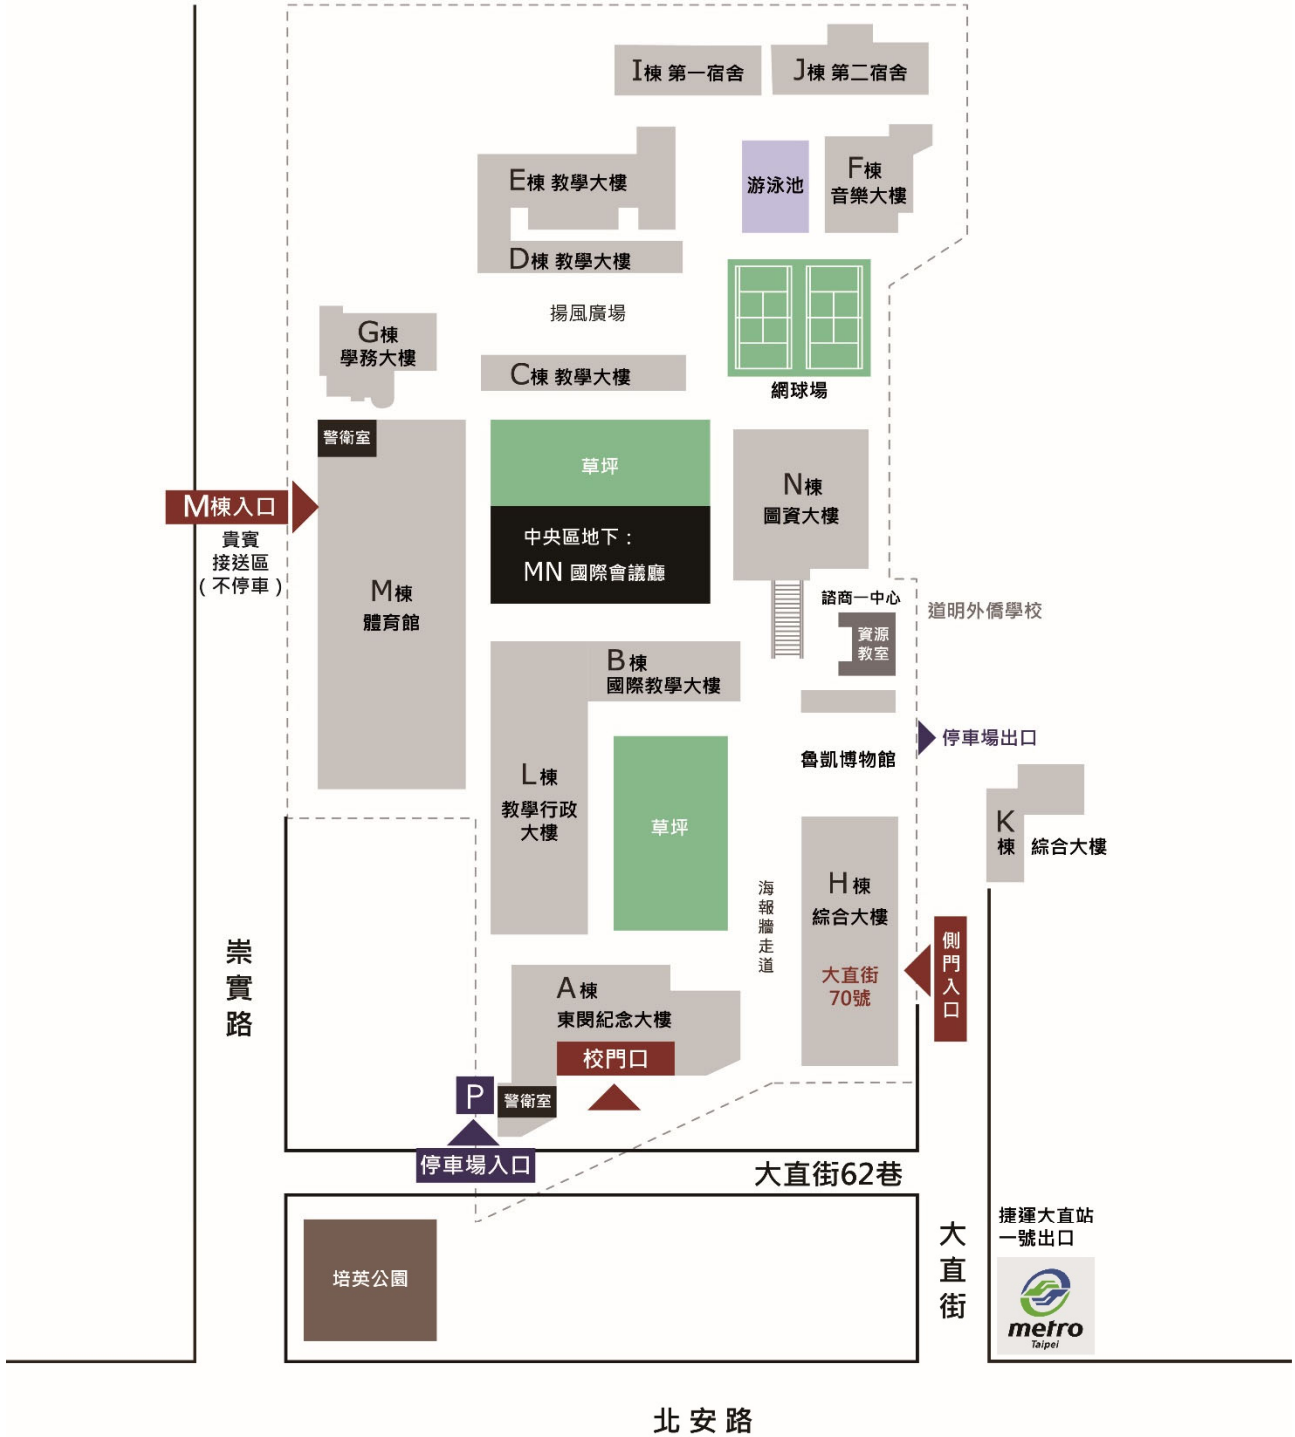 I棟 第一宿舍
J棟 第二宿舍
E棟 教學大樓
游泳池
F棟
音樂大樓
D棟 教學大樓
揚風廣場
G棟
學務大樓
C棟 教學大樓
網球場
警衛室
草坪
N棟
圖資大樓
M棟入口
貴賓
接送區
(不停車)
中央區地下：
MN 國際會議廳
M棟
體育館
諮商一中心
道明外僑學校
資源
教室
B棟
國際教學大樓
停車場出口
魯凱博物館
L棟
教學行政
大樓
草坪
K
棟 綜合大樓
H棟
綜合大樓
海報牆走道
側門入口
大直街
70號
崇實路
A棟
東閔紀念大樓
校門口
P
警衛室
停車場入口
大直街62巷
大直街
捷運大直站
一號出口
培英公園
metro
Taipei
北安路